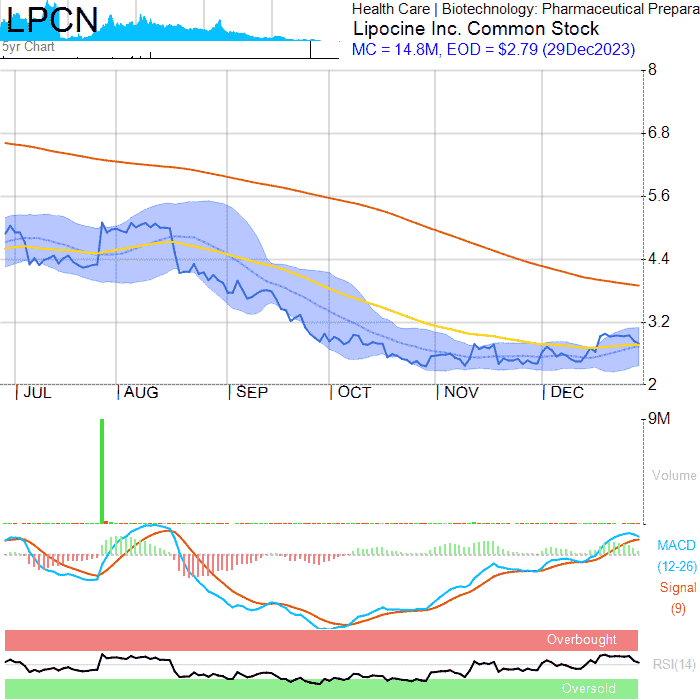 LPCN
Health Care | Biotechnology: Pharmaceutical Prepara
Lipocine Inc. Common Stock
5yr Chart
MC = 14.8M, EOD = $2.79 (29Dec2023)
8
6.8
5.6
4.4
3.2
2
JUL AUG SEP OCT NOV DEC
9M
Volume
MACD
(12-26)
Signal
(9)
Overbought
RSI(14)
Oversold